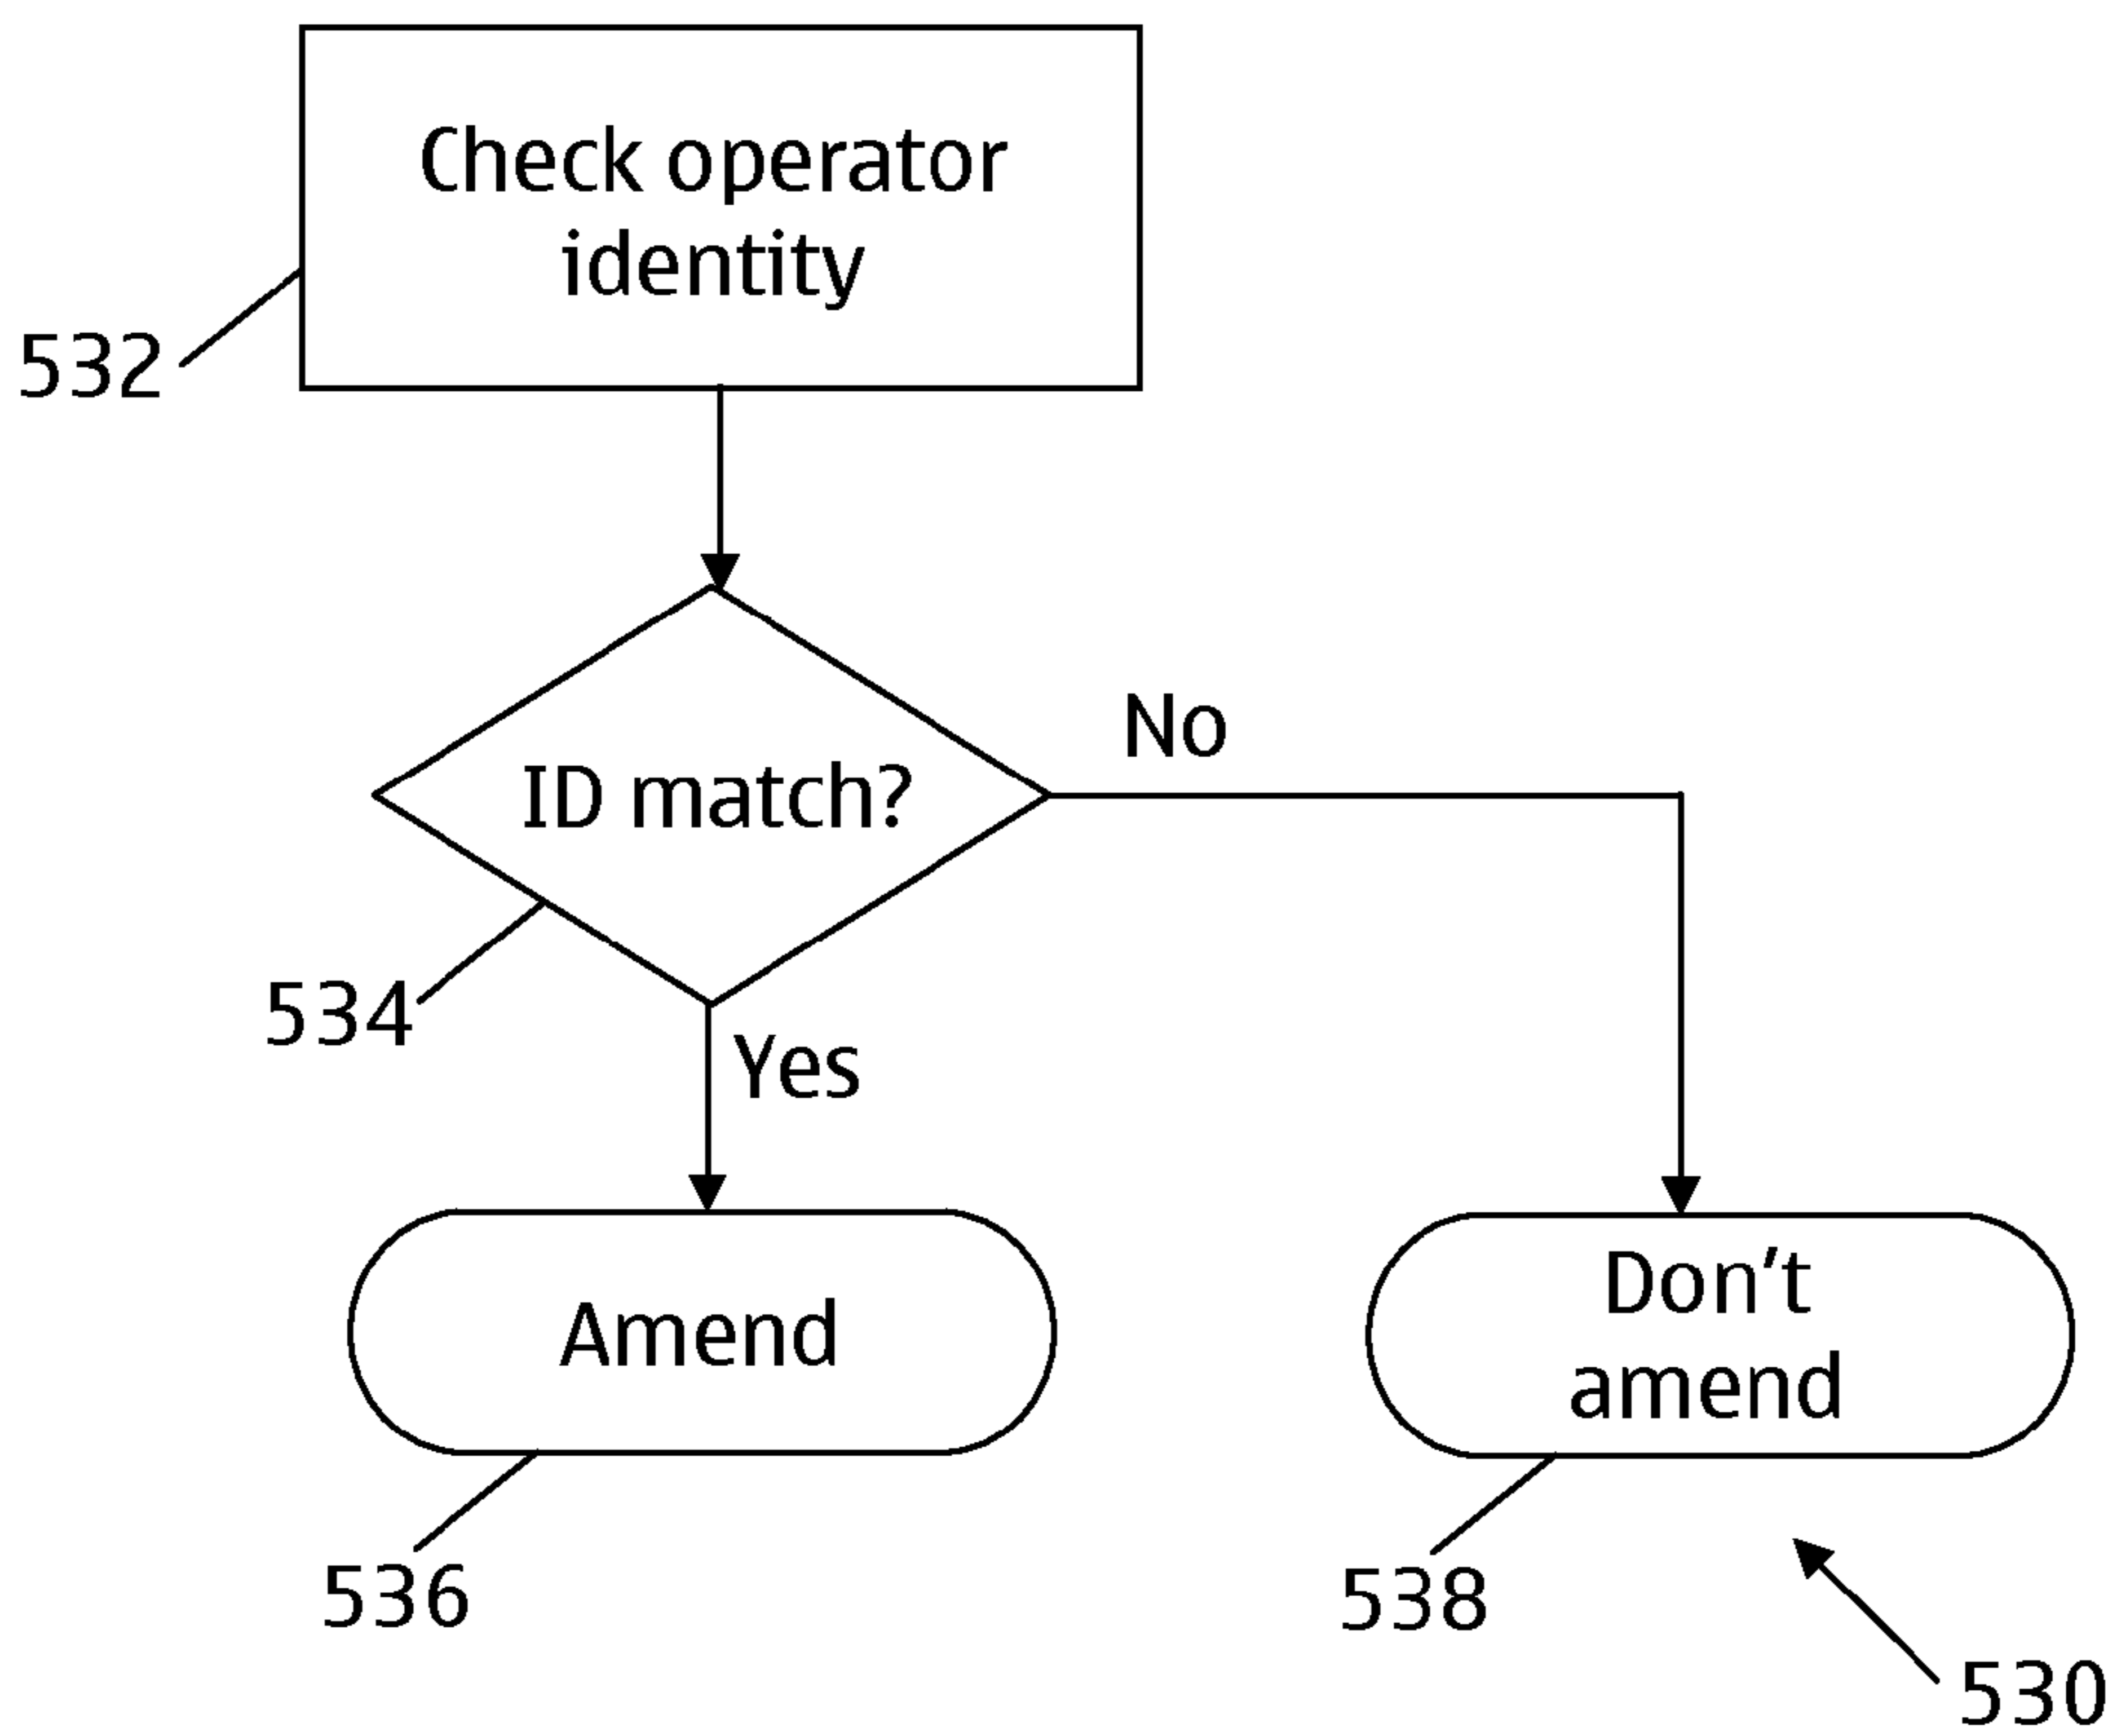 Check operator
identity
532
No
ID match?
534
Yes
Amend
Don't
amend
536
538
530